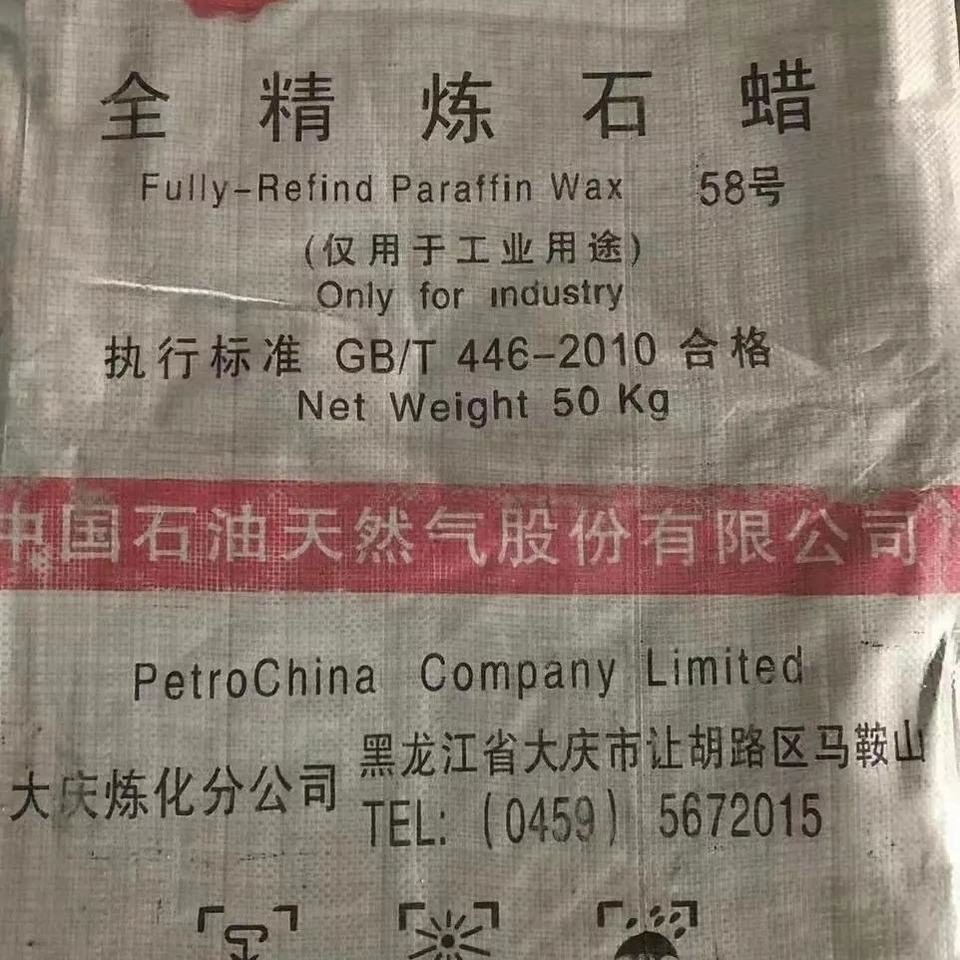 全精炼石蜡
Fully-Refind Paraffin Wax 58号
(仅用于工业用途)
Only for industry
执行标准 GB/T 446-2010 合格
Net Weight 50 Kg
中国石油天然气股份有限公司
PetroChina Company Limited
大庆炼化分公司
黑龙江省大庆市让胡路区马鞍山
TEL: (0459) 5672015